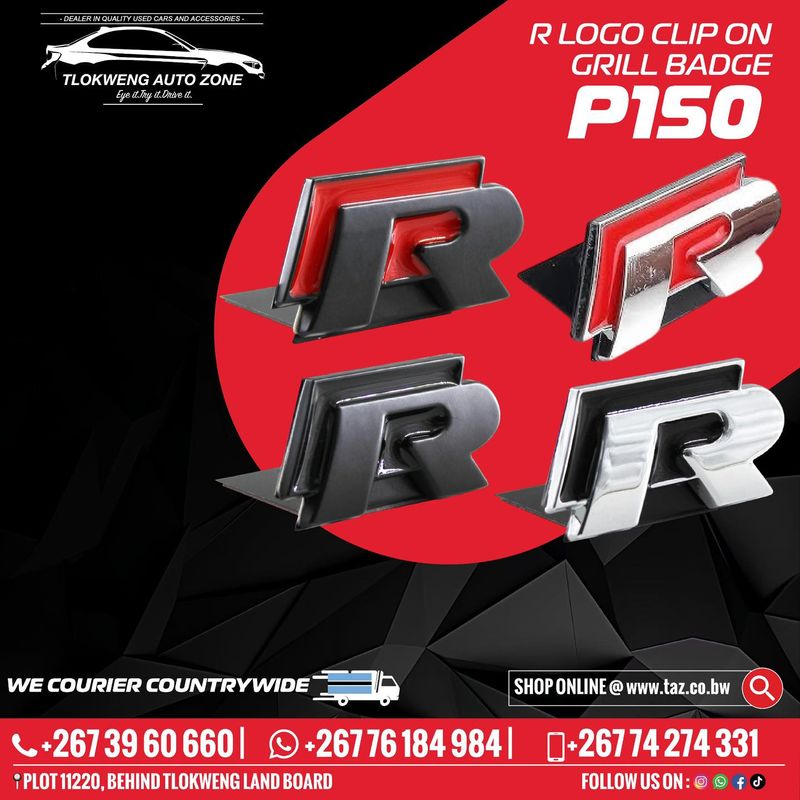 - DEALER IN QUALITY USED CARS AND ACCESSORIES -
TLOKWENG AUTO ZONE
Eye it.Try it.Drive it.
R LOGO CLIP ON
GRILL BADGE
P150
R
R
R
R
WE COURIER COUNTRYWIDE
SHOP ONLINE @ www.taz.co.bw
+267 39 60 660 | +267 76 184 984 | +267 74 274 331
PLOT 11220, BEHIND TLOKWENG LAND BOARD
FOLLOW US ON :